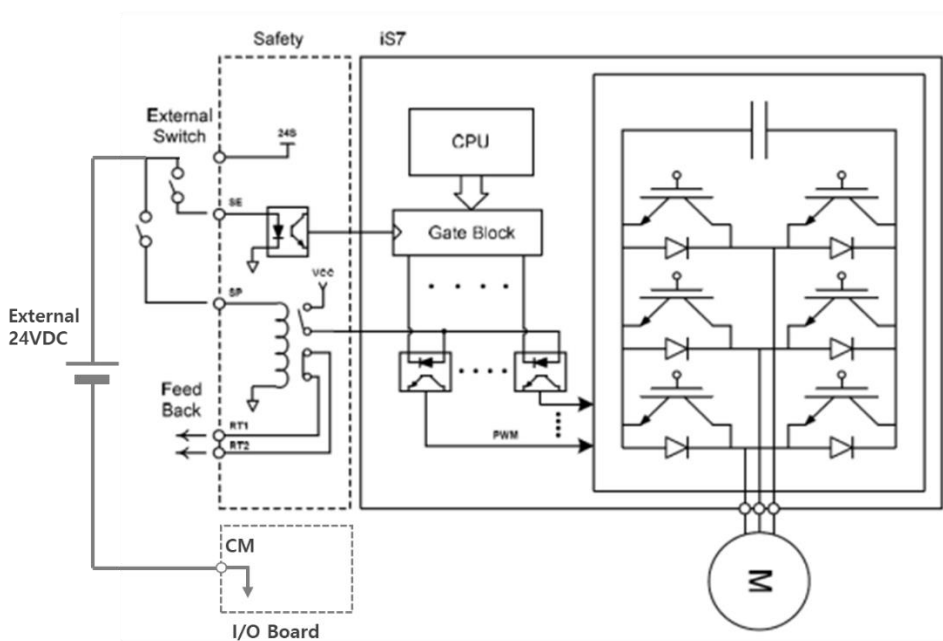 Safety
iS7
External
Switch
24S
CPU
SE
Gate Block
VCC
SP
External
24VDC
Feed
Back
RT1
RT2
PWM
CM
M
I/O Board